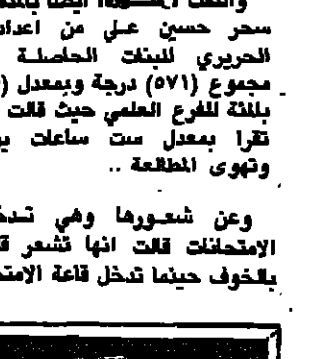 ايضا
سحر حسين علي من اعداد
الحريري للبنات الحاصلة
مجموع (٥٧١) درجة وبمعدل (
بالمئة للفرع العلمي حيث قالت
تقرا بمعدل ست ساعات
وتهوى المطالعة ..
وعن شعورها وهي تدخ
الامتحانات قالت انها تشعر
بالخوف حينما تدخل قاعة الامتح